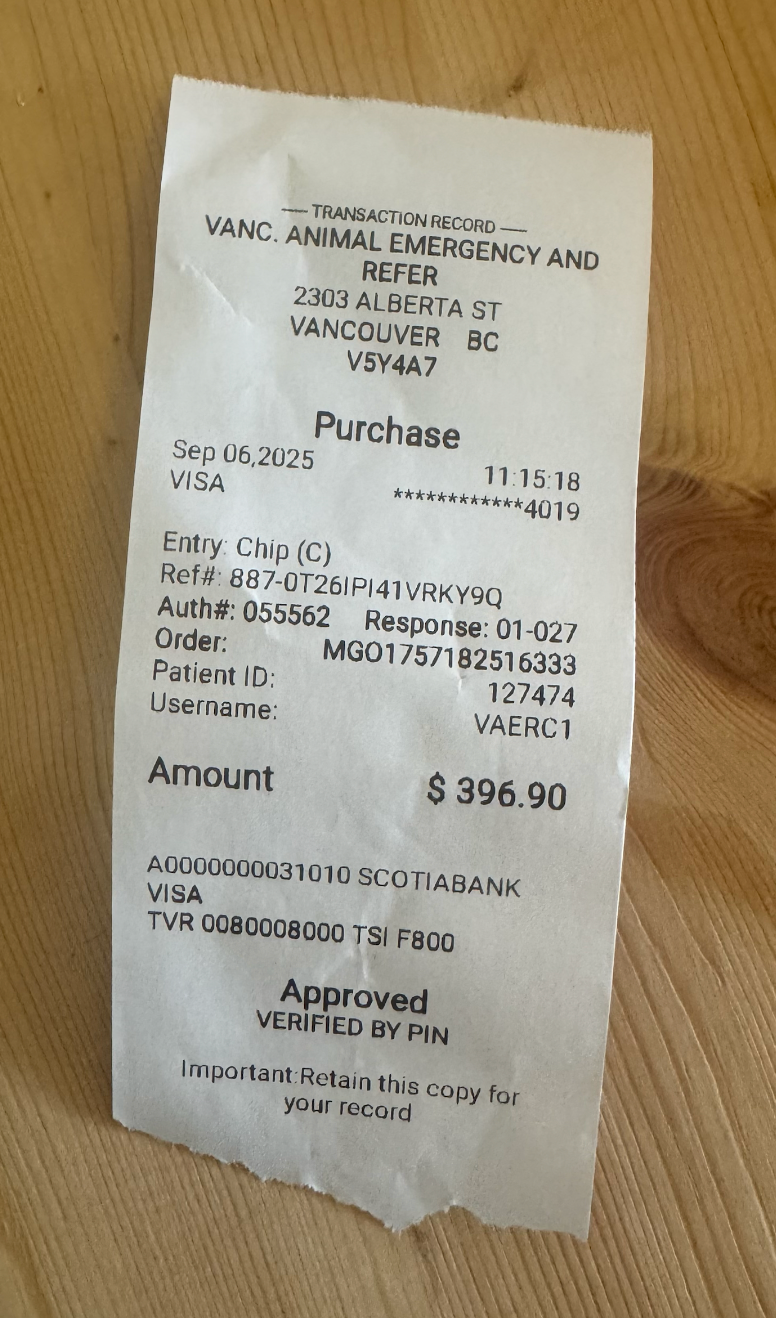 — TRANSACTION RECORD —
VANC. ANIMAL EMERGENCY AND
REFER
2303 ALBERTA ST
VANCOUVER BC
V5Y4A7
Purchase
Sep 06,2025 11:15:18
VISA ************4019
Entry: Chip (C)
Ref#: 887-0T26IPI41VRKY9Q
Auth#: 055562 Response: 01-027
Order: MGO1757182516333
Patient ID: 127474
Username: VAERC1
Amount $ 396.90
A0000000031010 SCOTIABANK
VISA
TVR 0080008000 TSI F800
Approved
VERIFIED BY PIN
Important:Retain this copy for
your record